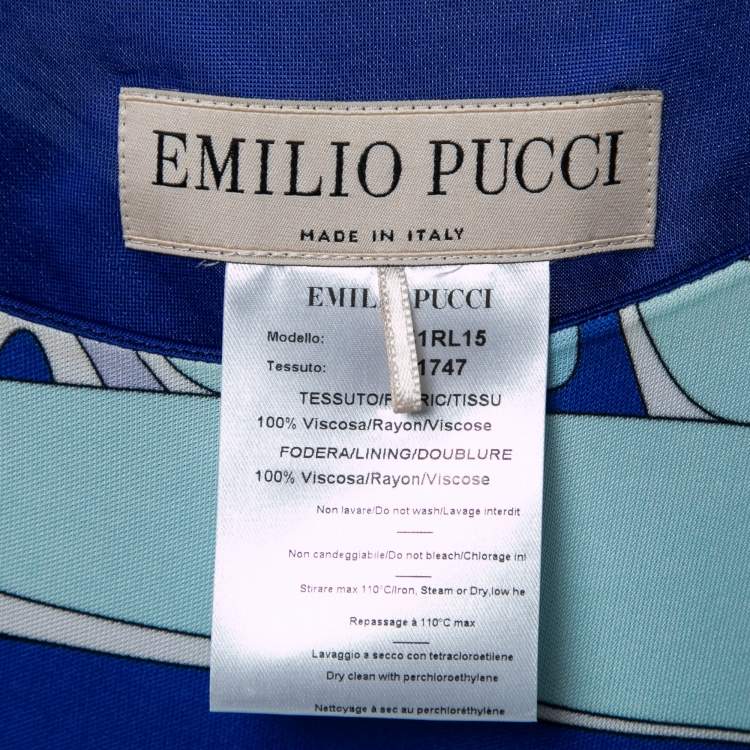 EMILIO PUCCI
MADE IN ITALY
EMIL PUCCI
Modello: 1RL15
Tessuto: 1747
TESSUTO/F RIC/TISSU
100% Viscosa/Rayon/Viscose
FODERA/LINING/DOUBLURE
100% Viscosa/Rayon/Viscose
Non lavare/Do not wash/Lavage interdit
Non candeggiabile/Do not bleach/Chlorage in
Stirare max 110°C/Iron, Steam or Dry,low he
Repassage à 110°C max
Lavaggio a secco con tetracloroetilene
Dry clean with perchloroethylene
Nettoyage à sec au perchloréthylène